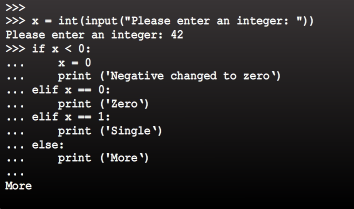 >>>
>>> x = int(input("Please enter an integer: "))
Please enter an integer: 42
>>> if x < 0:
...     x = 0
...     print ('Negative changed to zero‛)
... elif x == 0:
...     print ('Zero‛)
... elif x == 1:
...     print ('Single‛)
... else:
...     print ('More‛)
...
More